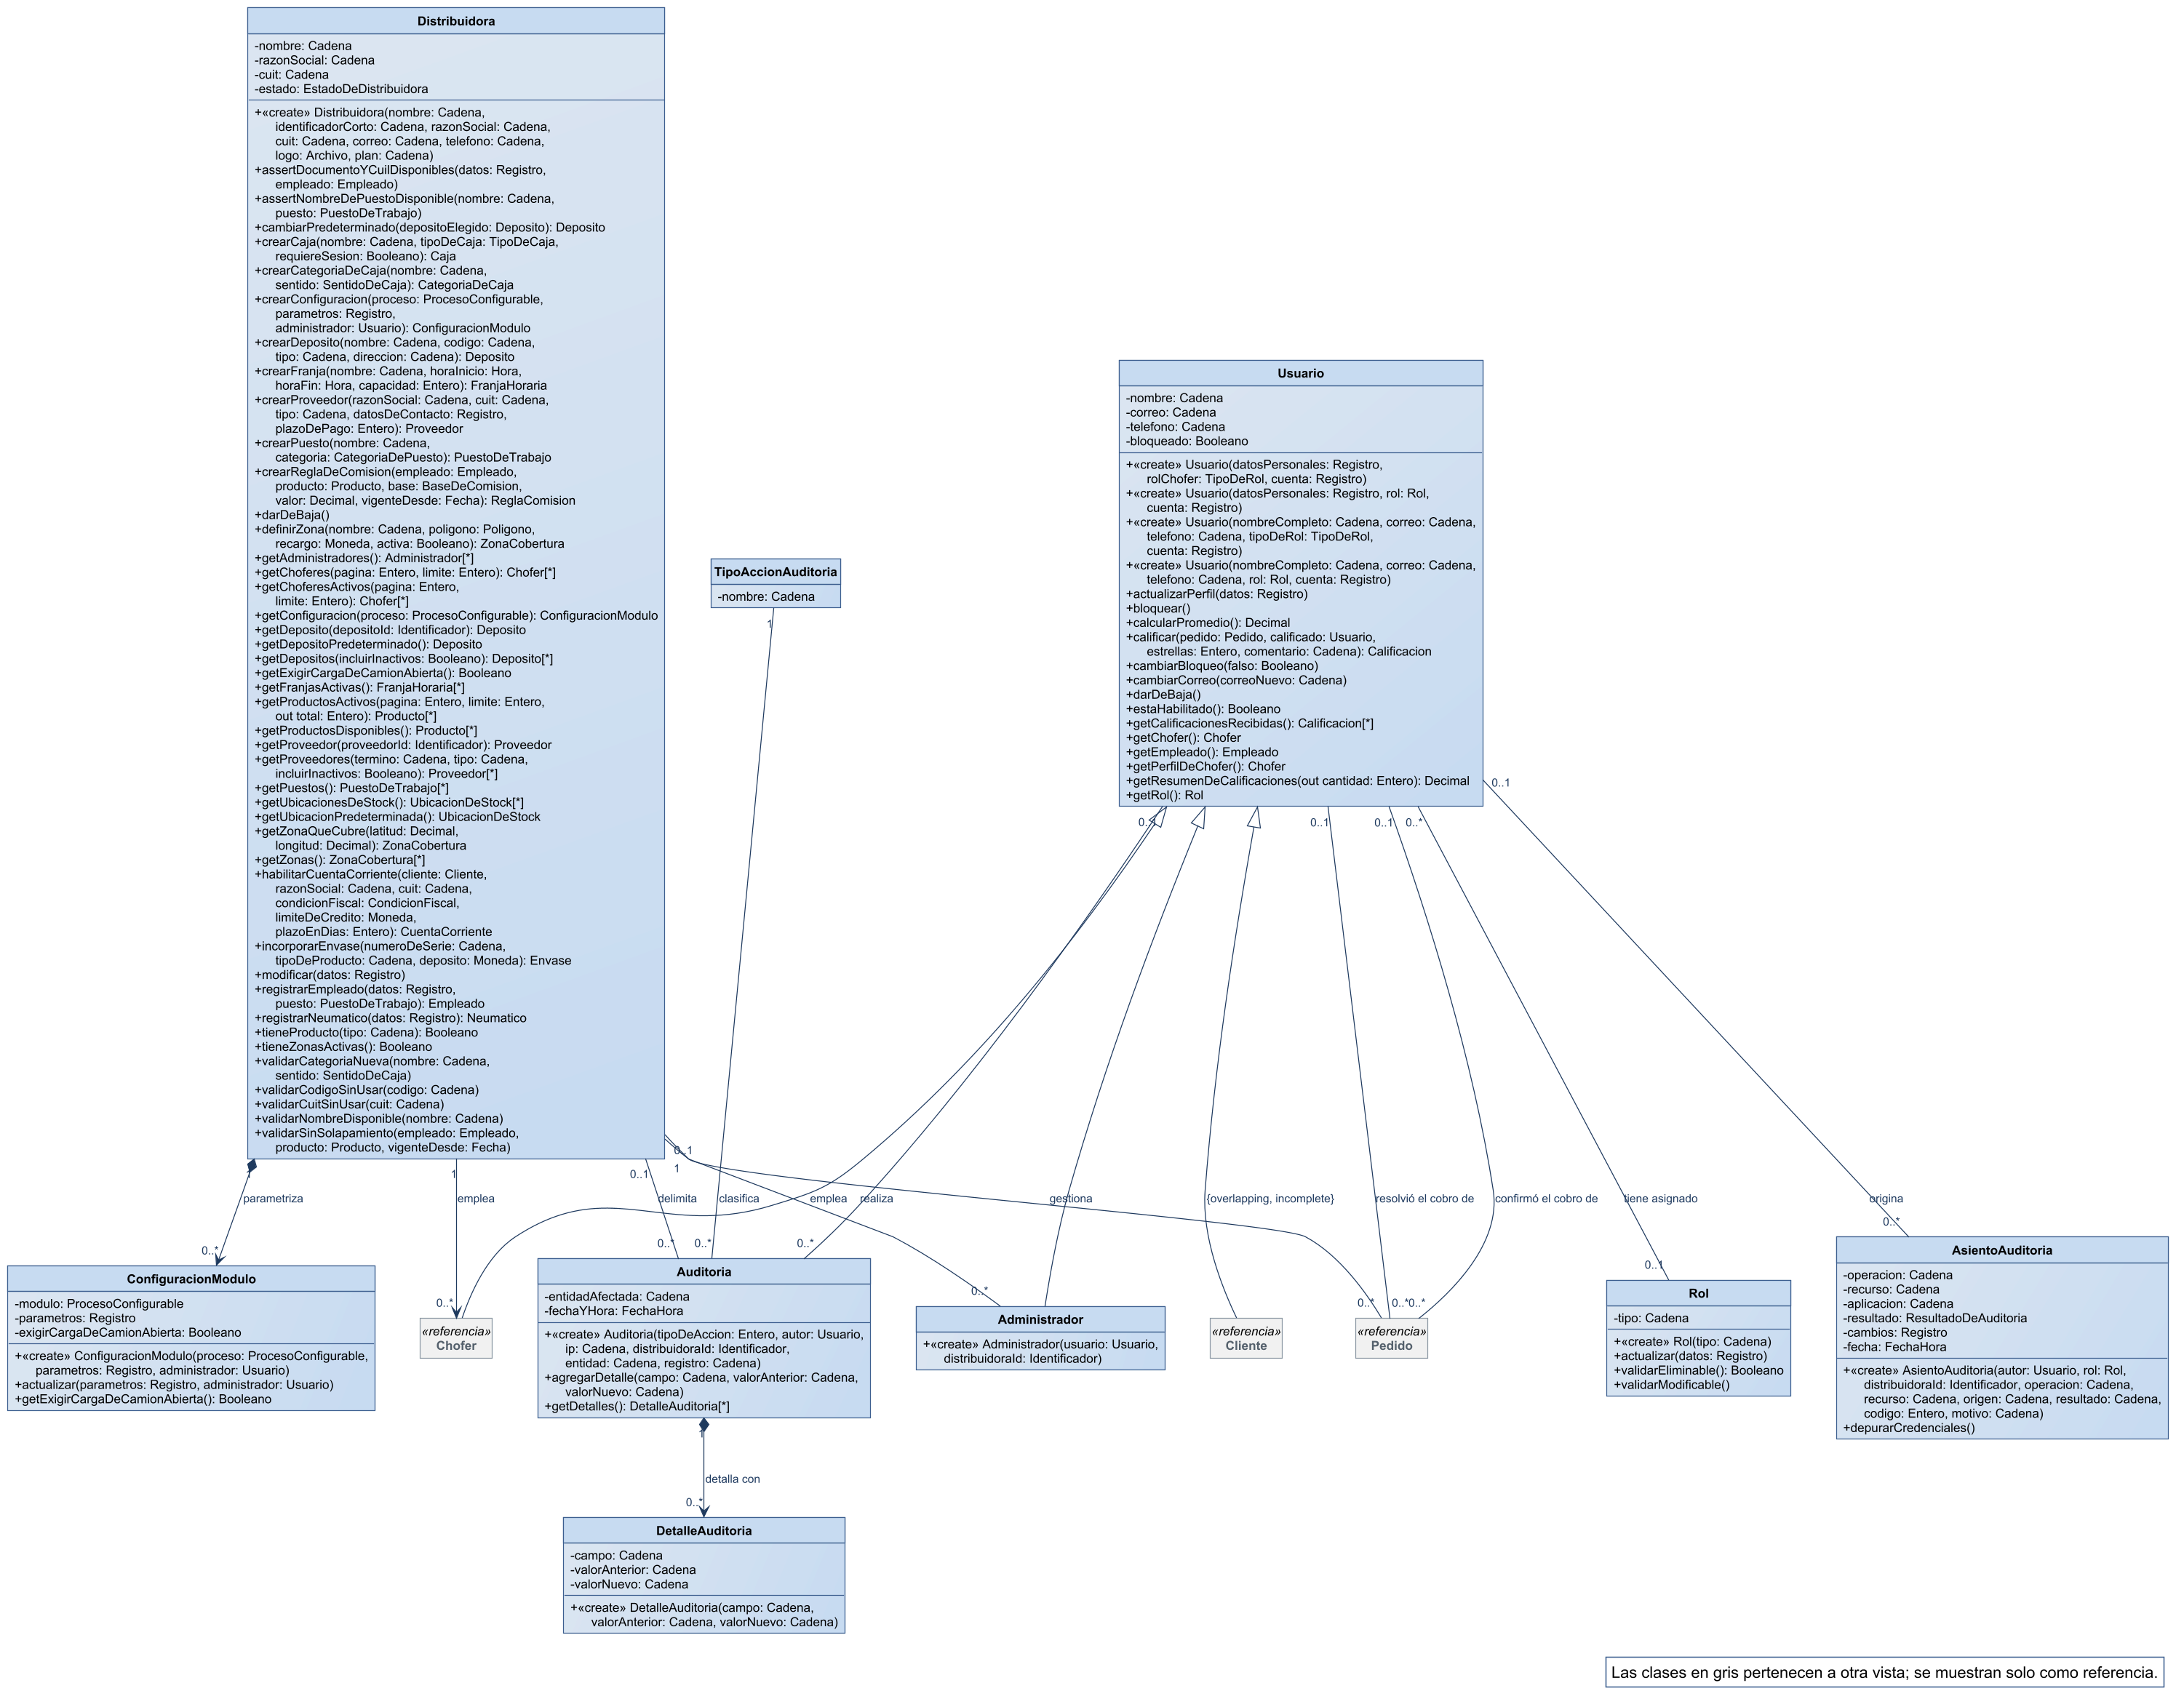 Distribuidora
-nombre: Cadena
-razonSocial: Cadena
-cuit: Cadena
-estado: EstadoDeDistribuidora
+«create» Distribuidora(nombre: Cadena,
identificadorCorto: Cadena, razonSocial: Cadena,
cuit: Cadena, correo: Cadena, telefono: Cadena,
logo: Archivo, plan: Cadena)
+assertDocumentoYCuilDisponibles(datos: Registro,
empleado: Empleado)
+assertNombreDePuestoDisponible(nombre: Cadena,
puesto: PuestoDeTrabajo)
+cambiarPredeterminado(depositoElegido: Deposito): Deposito
+crearCaja(nombre: Cadena, tipoDeCaja: TipoDeCaja,
requiereSesion: Booleano): Caja
+crearCategoriaDeCaja(nombre: Cadena,
sentido: SentidoDeCaja): CategoriaDeCaja
+crearConfiguracion(proceso: ProcesoConfigurable,
parametros: Registro,
administrador: Usuario): ConfiguracionModulo
+crearDeposito(nombre: Cadena, codigo: Cadena,
tipo: Cadena, direccion: Cadena): Deposito
+crearFranja(nombre: Cadena, horaInicio: Hora,
horaFin: Hora, capacidad: Entero): FranjaHoraria
+crearProveedor(razonSocial: Cadena, cuit: Cadena,
tipo: Cadena, datosDeContacto: Registro,
plazoDePago: Entero): Proveedor
+crearPuesto(nombre: Cadena,
categoria: CategoriaDePuesto): PuestoDeTrabajo
+crearReglaDeComision(empleado: Empleado,
producto: Producto, base: BaseDeComision,
valor: Decimal, vigenteDesde: Fecha): ReglaComision
+darDeBaja()
+definirZona(nombre: Cadena, poligono: Poligono,
recargo: Moneda, activa: Booleano): ZonaCobertura
+getAdministradores(): Administrador[*]
+getChoferes(pagina: Entero, limite: Entero): Chofer[*]
+getChoferesActivos(pagina: Entero,
limite: Entero): Chofer[*]
+getConfiguracion(proceso: ProcesoConfigurable): ConfiguracionModulo
+getDeposito(depositoId: Identificador): Deposito
+getDepositoPredeterminado(): Deposito
+getDepositos(incluirInactivos: Booleano): Deposito[*]
+getExigirCargaDeCamionAbierta(): Booleano
+getFranjasActivas(): FranjaHoraria[*]
+getProductosActivos(pagina: Entero, limite: Entero,
out total: Entero): Producto[*]
+getProductosDisponibles(): Producto[*]
+getProveedor(proveedorId: Identificador): Proveedor
+getProveedores(termino: Cadena, tipo: Cadena,
incluirInactivos: Booleano): Proveedor[*]
+getPuestos(): PuestoDeTrabajo[*]
+getUbicacionesDeStock(): UbicacionDeStock[*]
+getUbicacionPredeterminada(): UbicacionDeStock
+getZonaQueCubre(latitud: Decimal,
longitud: Decimal): ZonaCobertura
+getZonas(): ZonaCobertura[*]
+habilitarCuentaCorriente(cliente: Cliente,
razonSocial: Cadena, cuit: Cadena,
condicionFiscal: CondicionFiscal,
limiteDeCredito: Moneda,
plazoEnDias: Entero): CuentaCorriente
+incorporarEnvase(numeroDeSerie: Cadena,
tipoDeProducto: Cadena, deposito: Moneda): Envase
+modificar(datos: Registro)
+registrarEmpleado(datos: Registro,
puesto: PuestoDeTrabajo): Empleado
+registrarNeumatico(datos: Registro): Neumatico
+tieneProducto(tipo: Cadena): Booleano
+tieneZonasActivas(): Booleano
+validarCategoriaNueva(nombre: Cadena,
sentido: SentidoDeCaja)
+validarCodigoSinUsar(codigo: Cadena)
+validarCuitSinUsar(cuit: Cadena)
+validarNombreDisponible(nombre: Cadena)
+validarSinSolapamiento(empleado: Empleado,
producto: Producto, vigenteDesde: Fecha)
Usuario
-nombre: Cadena
-correo: Cadena
-telefono: Cadena
-bloqueado: Booleano
+«create» Usuario(datosPersonales: Registro,
rolChofer: TipoDeRol, cuenta: Registro)
+«create» Usuario(datosPersonales: Registro, rol: Rol,
cuenta: Registro)
+«create» Usuario(nombreCompleto: Cadena, correo: Cadena,
telefono: Cadena, tipoDeRol: TipoDeRol,
cuenta: Registro)
+«create» Usuario(nombreCompleto: Cadena, correo: Cadena,
telefono: Cadena, rol: Rol, cuenta: Registro)
+actualizarPerfil(datos: Registro)
+bloquear()
+calcularPromedio(): Decimal
+calificar(pedido: Pedido, calificado: Usuario,
estrellas: Entero, comentario: Cadena): Calificacion
+cambiarBloqueo(falso: Booleano)
+cambiarCorreo(correoNuevo: Cadena)
+darDeBaja()
+estaHabilitado(): Booleano
+getCalificacionesRecibidas(): Calificacion[*]
+getChofer(): Chofer
+getEmpleado(): Empleado
+getPerfilDeChofer(): Chofer
+getResumenDeCalificaciones(out cantidad: Entero): Decimal
+getRol(): Rol
TipoAccionAuditoria
-nombre: Cadena
1
0..1
0..1
0..1
0..1
0..*
0..1
1
1
1
0..1
parametriza
emplea
delimita
clasifica
emplea
realiza
gestiona
{overlapping, incomplete}
resolvió el cobro de
confirmó el cobro de
tiene asignado
origina
0..*
0..*
0..*
0..*
0..*
0..*
0..*
0..*0..*
0..1
0..*
ConfiguracionModulo
-modulo: ProcesoConfigurable
-parametros: Registro
-exigirCargaDeCamionAbierta: Booleano
+«create» ConfiguracionModulo(proceso: ProcesoConfigurable,
parametros: Registro, administrador: Usuario)
+actualizar(parametros: Registro, administrador: Usuario)
+getExigirCargaDeCamionAbierta(): Booleano
«referencia»
Chofer
Auditoria
-entidadAfectada: Cadena
-fechaYHora: FechaHora
+«create» Auditoria(tipoDeAccion: Entero, autor: Usuario,
ip: Cadena, distribuidoraId: Identificador,
entidad: Cadena, registro: Cadena)
+agregarDetalle(campo: Cadena, valorAnterior: Cadena,
valorNuevo: Cadena)
+getDetalles(): DetalleAuditoria[*]
Administrador
+«create» Administrador(usuario: Usuario,
distribuidoraId: Identificador)
«referencia»
Cliente
«referencia»
Pedido
Rol
-tipo: Cadena
+«create» Rol(tipo: Cadena)
+actualizar(datos: Registro)
+validarEliminable(): Booleano
+validarModificable()
AsientoAuditoria
-operacion: Cadena
-recurso: Cadena
-aplicacion: Cadena
-resultado: ResultadoDeAuditoria
-cambios: Registro
-fecha: FechaHora
+«create» AsientoAuditoria(autor: Usuario, rol: Rol,
distribuidoraId: Identificador, operacion: Cadena,
recurso: Cadena, origen: Cadena, resultado: Cadena,
codigo: Entero, motivo: Cadena)
+depurarCredenciales()
1
detalla con
0..*
DetalleAuditoria
-campo: Cadena
-valorAnterior: Cadena
-valorNuevo: Cadena
+«create» DetalleAuditoria(campo: Cadena,
valorAnterior: Cadena, valorNuevo: Cadena)
Las clases en gris pertenecen a otra vista; se muestran solo como referencia.